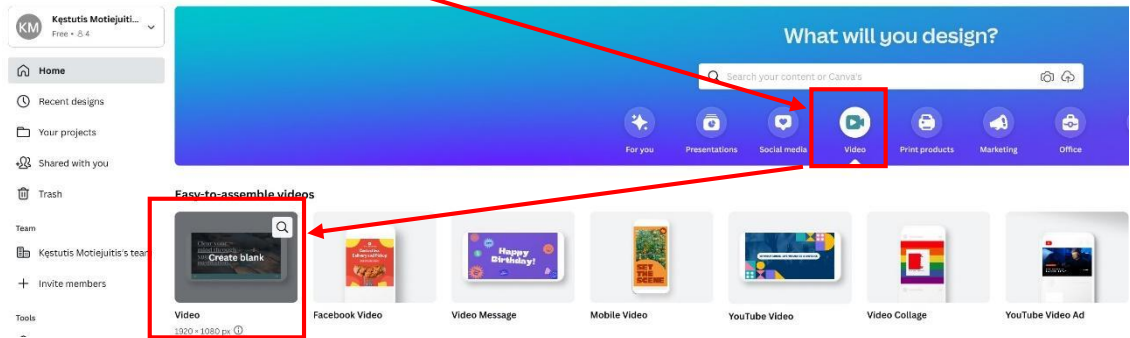 KM
Kęstutis Motiejuiti...
Free • 4
Home
Recent designs
Your projects
Shared with you
Trash
Team
Kęstutis Motiejuitis's team
Invite members
Tools
What will you design?
Search your content or Canva's
For you
Presentations
Social media
Video
Print products
Marketing
Office
Easy-to-assemble videos
Create blank
Happy
Birthday!
SET
THE
SCENE
Video
Facebook Video
Video Message
Mobile Video
YouTube Video
Video Collage
YouTube Video Ad
1920 × 1080 px